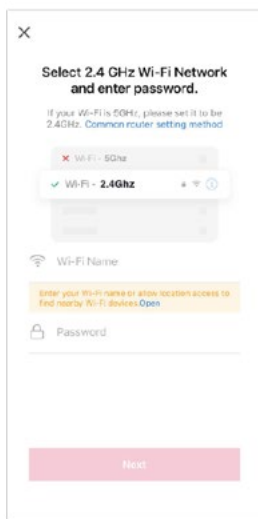 Select 2.4 GHz Wi-Fi Network
and enter password.
If your Wi-Fi is 5GHz, please set it to be
2.4GHz. Common router setting method
Wi-Fi - 5Ghz
Wi-Fi - 2.4Ghz
Wi-Fi Name
Enter your Wi-Fi name or allow location access to
find nearby Wi-Fi devices.Open
Password
Next